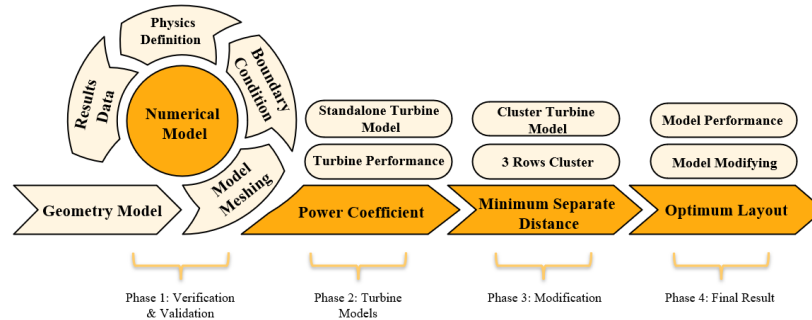 Physics
Definition
Boundary
Condition
Results
Data
Numerical
Model
Model
Meshing
Geometry Model
Standalone Turbine
Model
Turbine Performance
Power Coefficient
Cluster Turbine
Model
3 Rows Cluster
Minimum Separate
Distance
Model Performance
Model Modifying
Optimum Layout
Phase 1: Verification
& Validation
Phase 2: Turbine
Models
Phase 3: Modification
Phase 4: Final Result